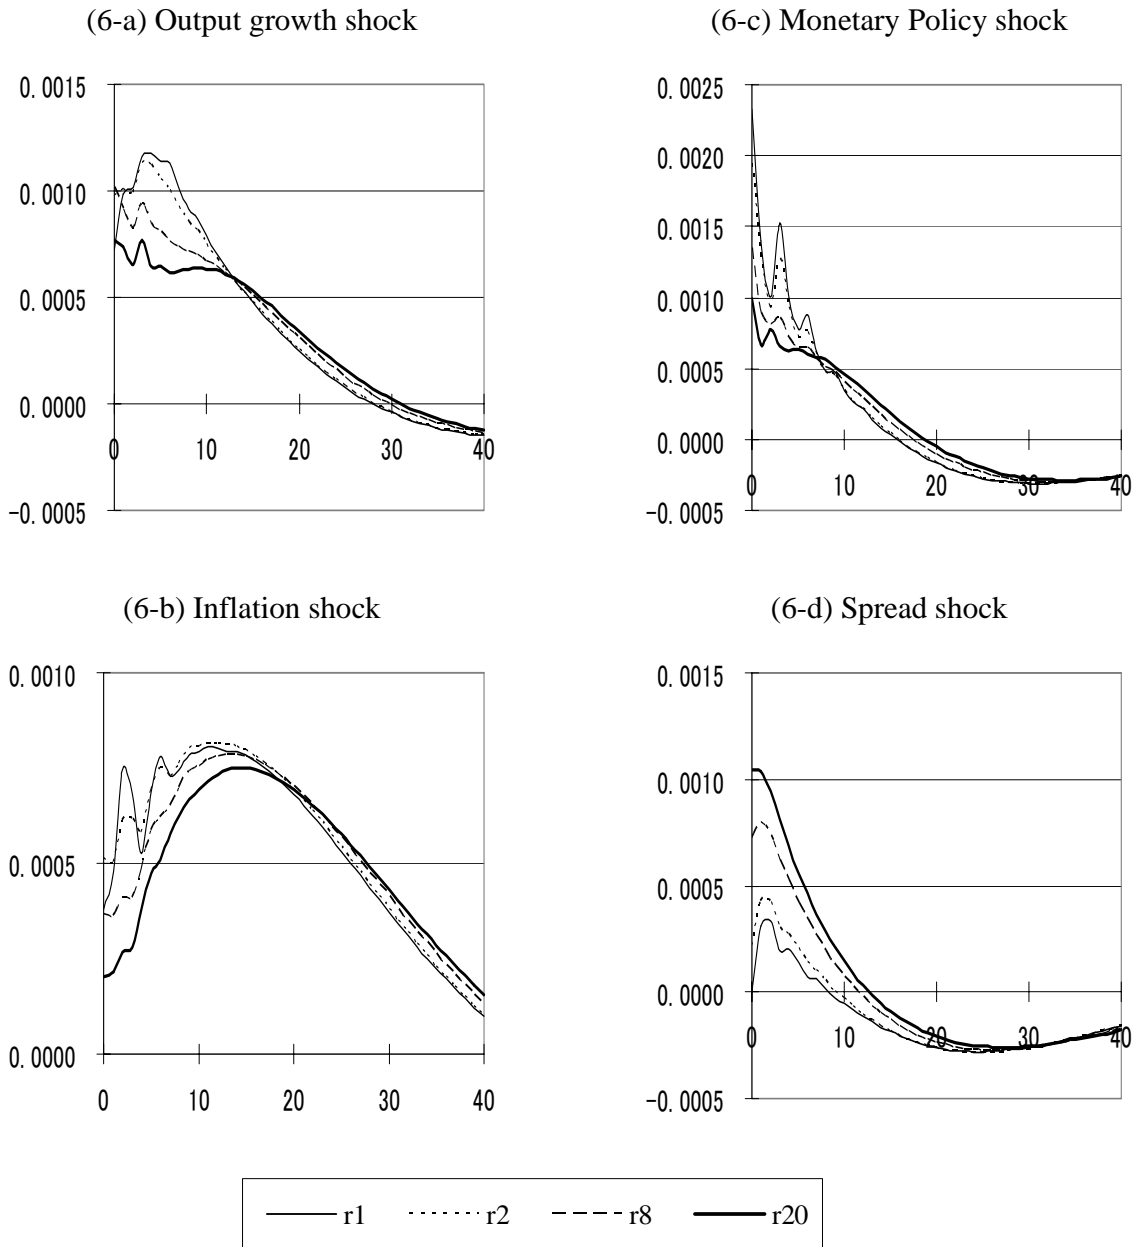 (6-a) Output growth shock
0.0015
0.0010
0.0005
0.0000
-0.0005
0 10 20 30 40
(6-c) Monetary Policy shock
0.0025
0.0020
0.0015
0.0010
0.0005
0.0000
-0.0005
0 10 20 30 40
(6-b) Inflation shock
0.0010
0.0005
0.0000
0 10 20 30 40
(6-d) Spread shock
0.0015
0.0010
0.0005
0.0000
-0.0005
0 10 20 30 40
r1 r2 r8 r20